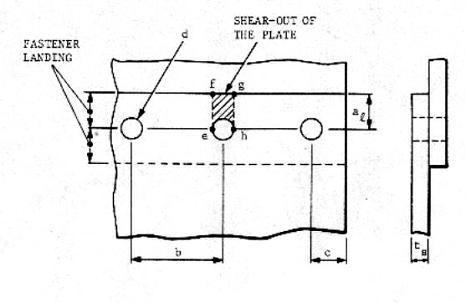 SHEAR-OUT OF
THE PLATE
FASTENER
LANDING
d
f g
a ℓ
e h
b
c
t s